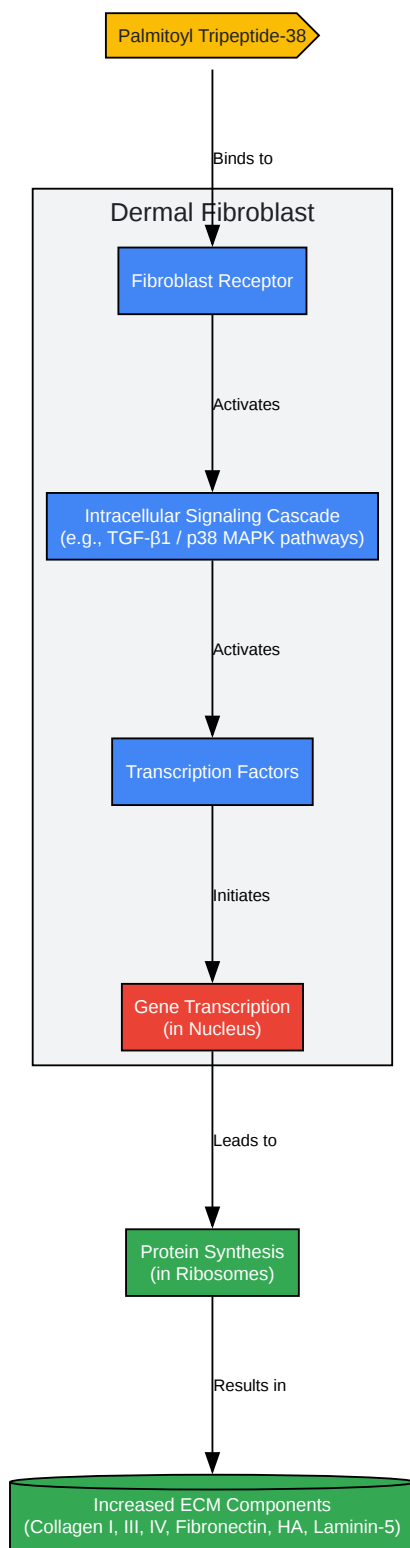 Palmitoyl Tripeptide-38
Binds to
Dermal Fibroblast
Fibroblast Receptor
Activates
Intracellular Signaling Cascade
(e.g., TGF-β1 / p38 MAPK pathways)
Activates
Transcription Factors
Initiates
Gene Transcription
(in Nucleus)
Leads to
Protein Synthesis
(in Ribosomes)
Results in
Increased ECM Components
(Collagen I, III, IV, Fibronectin, HA, Laminin-5)